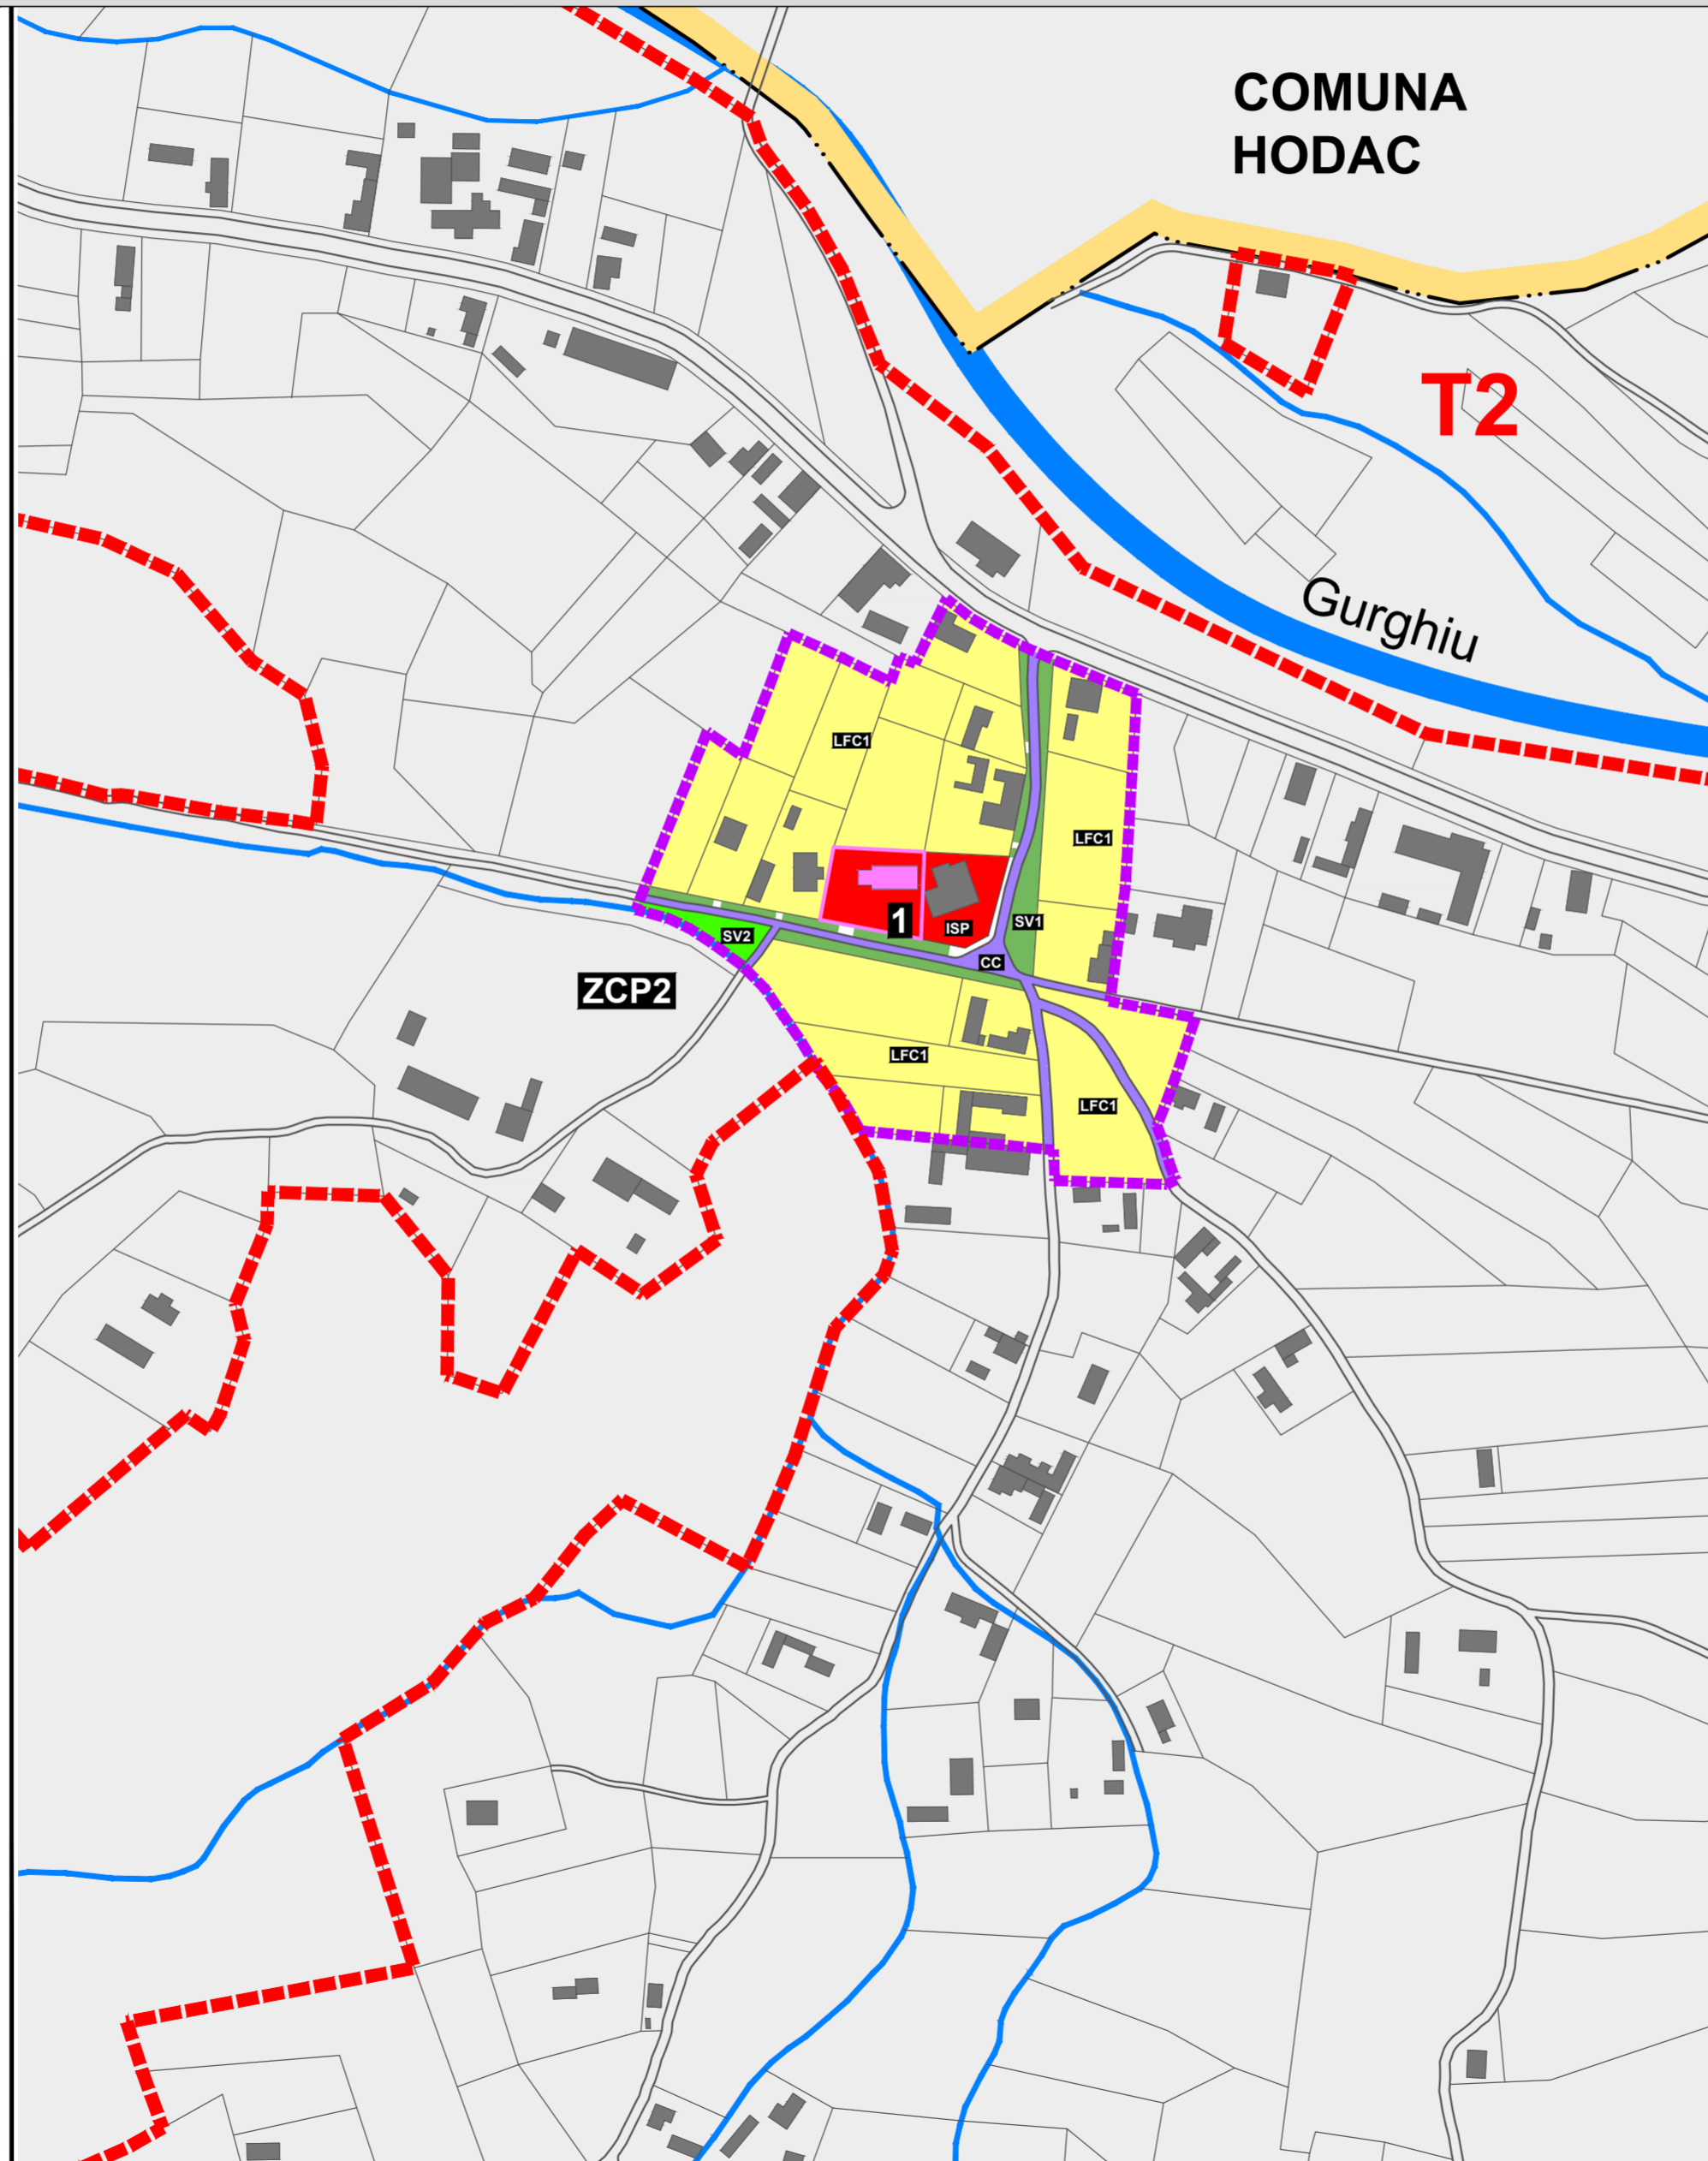 COMUNA
HODAC
T2
Gurghiu
LFC1
LFC1
1
ISP
SV1
SV2
CC
ZCP2
LFC1
LFC1